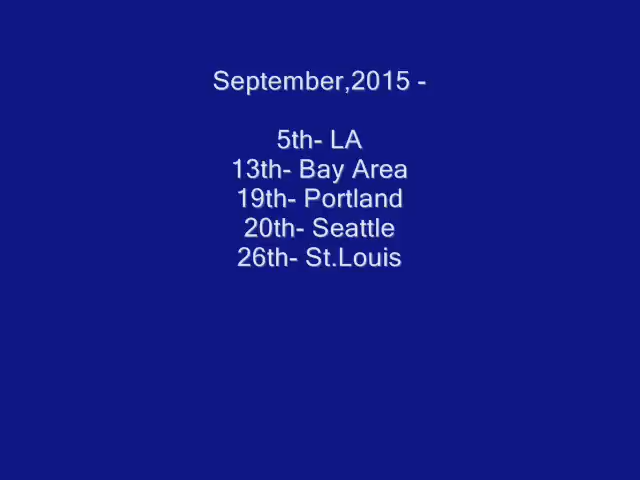 September,2015 -
5th- LA
13th- Bay Area
19th- Portland
20th- Seattle
26th- St.Louis